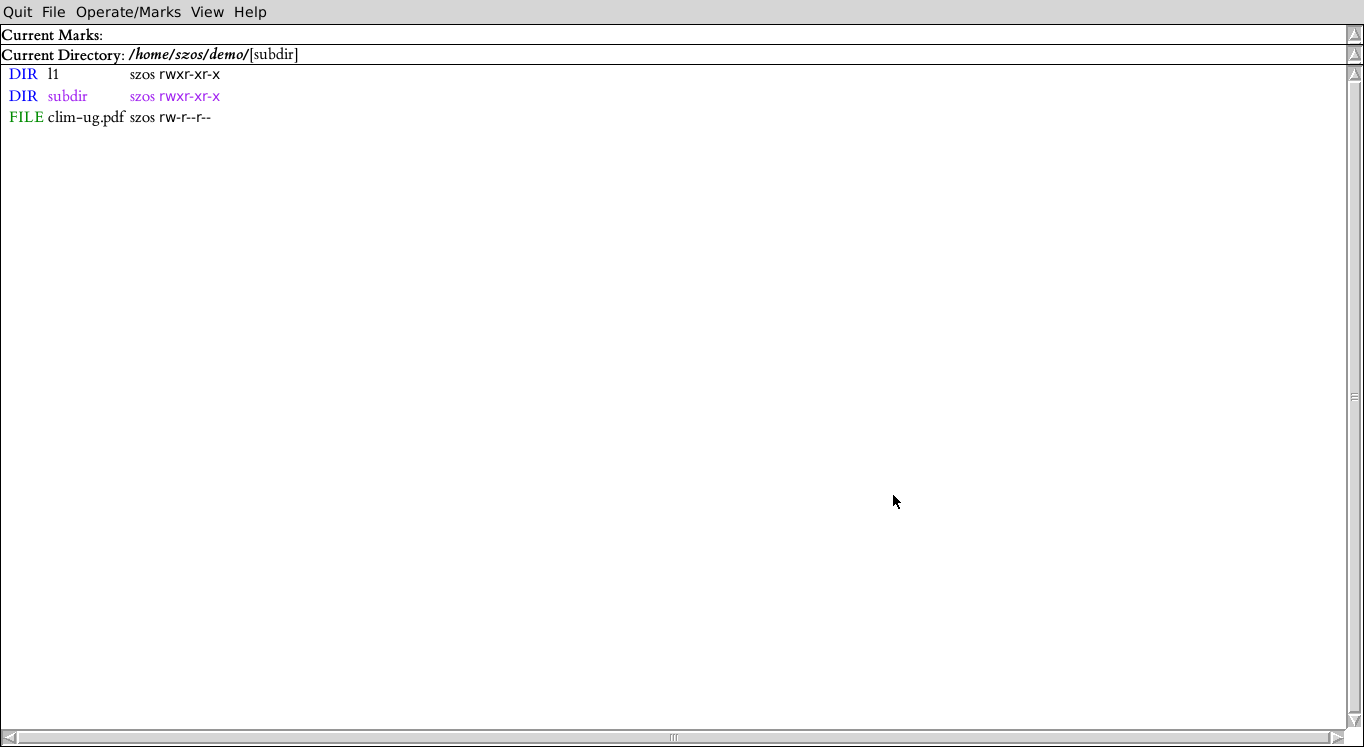 Quit File Operate/Marks View Help
Current Marks:
Current Directory: /home/szos/demo/[subdir]
DIR l1 szos rwxr-xr-x
DIR subdir szos rwxr-xr-x
FILE clim-ug.pdf szos rw-r--r--